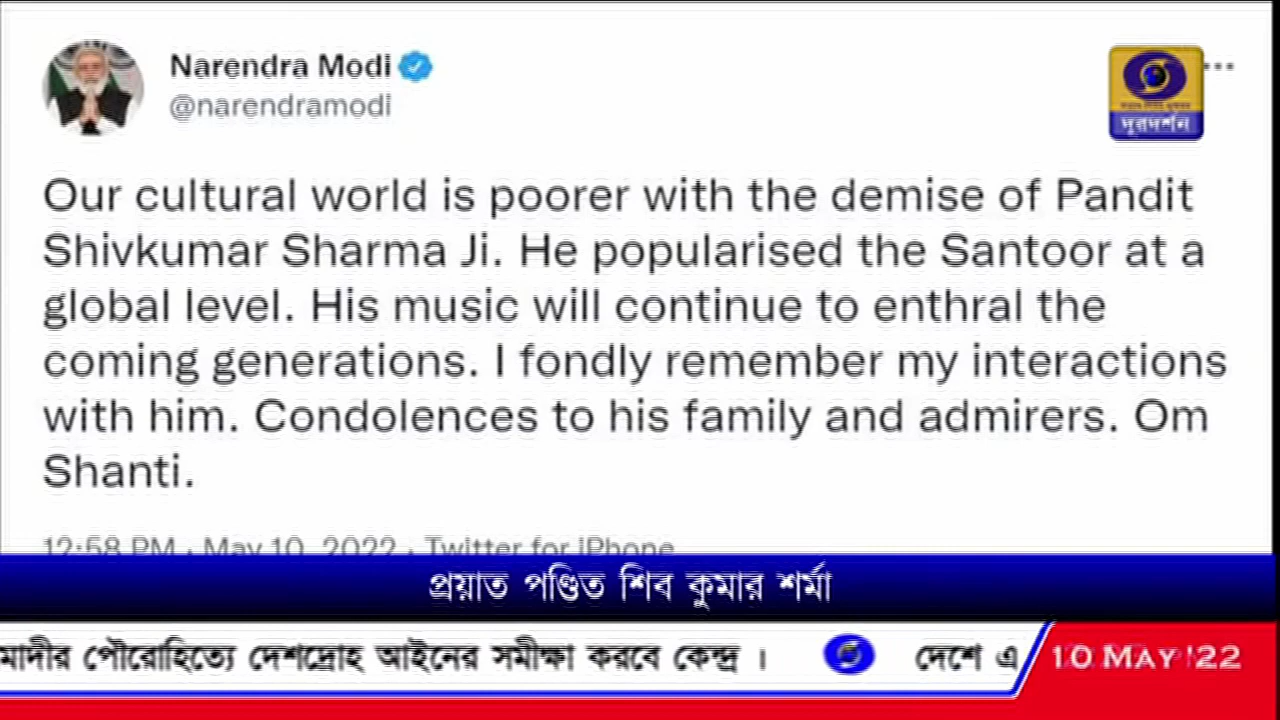 Narendra Modi
@narendramodi
দূরদর্শন
Our cultural world is poorer with the demise of Pandit
Shivkumar Sharma Ji. He popularised the Santoor at a
global level. His music will continue to enthral the
coming generations. I fondly remember my interactions
with him. Condolences to his family and admirers. Om
Shanti.
12:58 PM · May 10, 2022 · Twitter for iPhone
প্রয়াত পণ্ডিত শিব কুমার শর্মা
মোদীর পৌরোহিত্যে দেশদ্রোহ আইনের সমীক্ষা করবে কেন্দ্র । দেশে এ
10 MAY '22